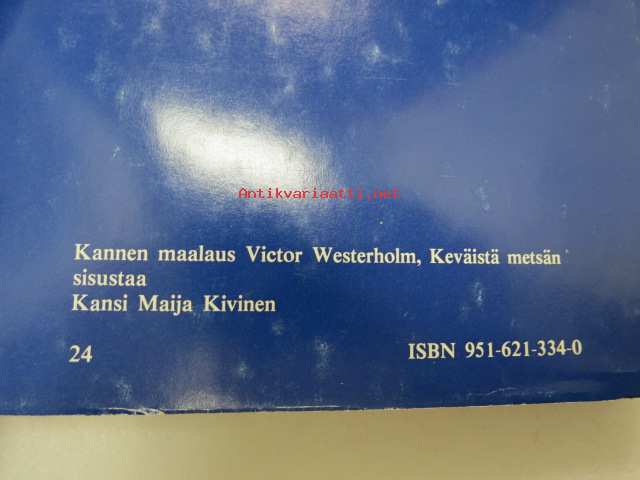 Antikvariaatti.net
Kannen maalaus Victor Westerholm, Keväistä metsän
sisustaa
Kansi Maija Kivinen
24
ISBN 951-621-334-0